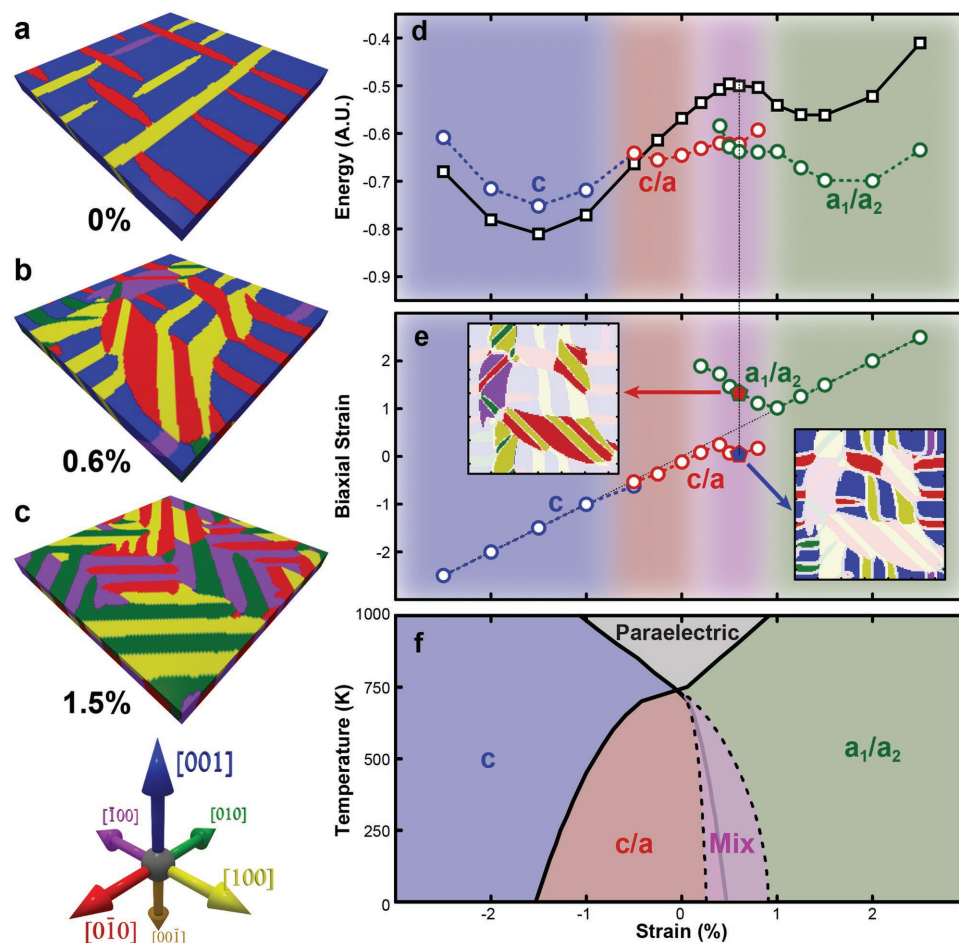 a
0%
b
0.6%
c
1.5%
[001]
[1̄00]
[010]
[100]
[01̄0]
[001̄]
d
Energy (A.U.)
-0.4
-0.5
-0.6
-0.7
-0.8
-0.9
c
c/a
a₁/a₂
e
Biaxial Strain
2
1
0
-1
-2
a₁/a₂
c/a
c
f
Temperature (K)
1000
750
500
250
0
Paraelectric
c
a₁/a₂
c/a
Mix
-2 -1 0 1 2
Strain (%)